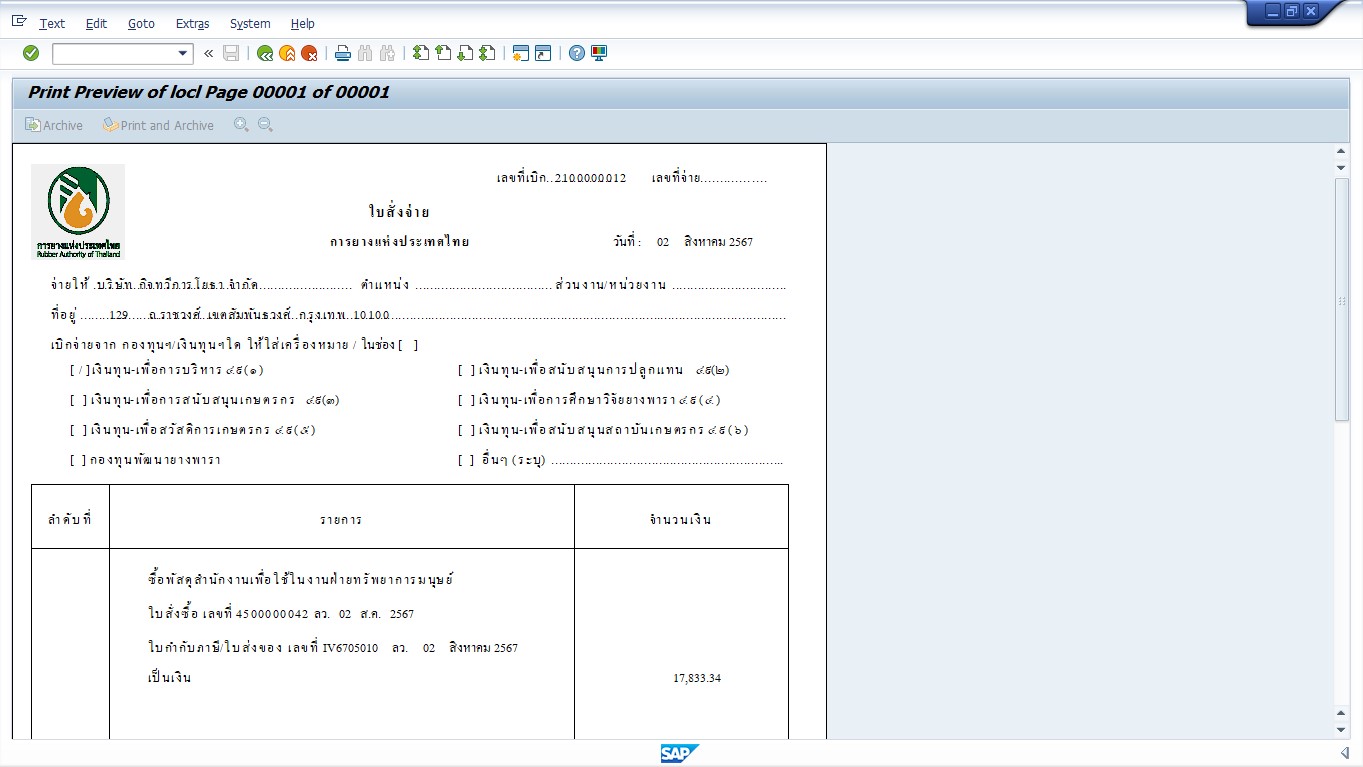 Text Edit Goto Extras System Help
Print Preview of locl Page 00001 of 00001
Archive Print and Archive
เลขที่เบิก..2100000012 เลขที่จ่าย................
ใบสั่งจ่าย
การยางแห่งประเทศไทย วันที่ : 02 สิงหาคม 2567
การยางแห่งประเทศไทย
Rubber Authority of Thailand
จ่ายให้ .บริษัท กิจทวีการโยธา จำกัด......................... ตำแหน่ง ..................................... ส่วนงาน/หน่วยงาน ...............................
ที่อยู่ ........129...... ถ.ราชวงศ์ เขตสัมพันธวงศ์ กรุงเทพ 10100............................................................
เบิกจ่ายจาก กองทุนฯ/เงินทุนฯใด ให้ใส่เครื่องหมาย / ในช่อง [ ]
[ / ] เงินทุน-เพื่อการบริหาร ๔๙(๑) [ ] เงินทุน-เพื่อสนับสนุนการปลูกแทน ๔๙(๒)
[ ] เงินทุน-เพื่อการสนับสนุนเกษตรกร ๔๙(๓) [ ] เงินทุน-เพื่อการศึกษาวิจัยยางพารา ๔๙(๔)
[ ] เงินทุน-เพื่อสวัสดิการเกษตรกร ๔๙(๕) [ ] เงินทุน-เพื่อสนับสนุนสถาบันเกษตรกร ๔๙(๖)
[ ] กองทุนพัฒนายางพารา [ ] อื่นๆ (ระบุ) ...............................................................
ลำดับที่ รายการ จำนวนเงิน
ซื้อพัสดุสำนักงานเพื่อใช้ในงานฝ่ายทรัพยาการมนุษย์
ใบสั่งซื้อ เลขที่ 4500000042 ลว. 02 ส.ค. 2567
ใบกำกับภาษี/ใบส่งของ เลขที่ IV6705010 ลว. 02 สิงหาคม 2567
เป็นเงิน 17,833.34
SAP